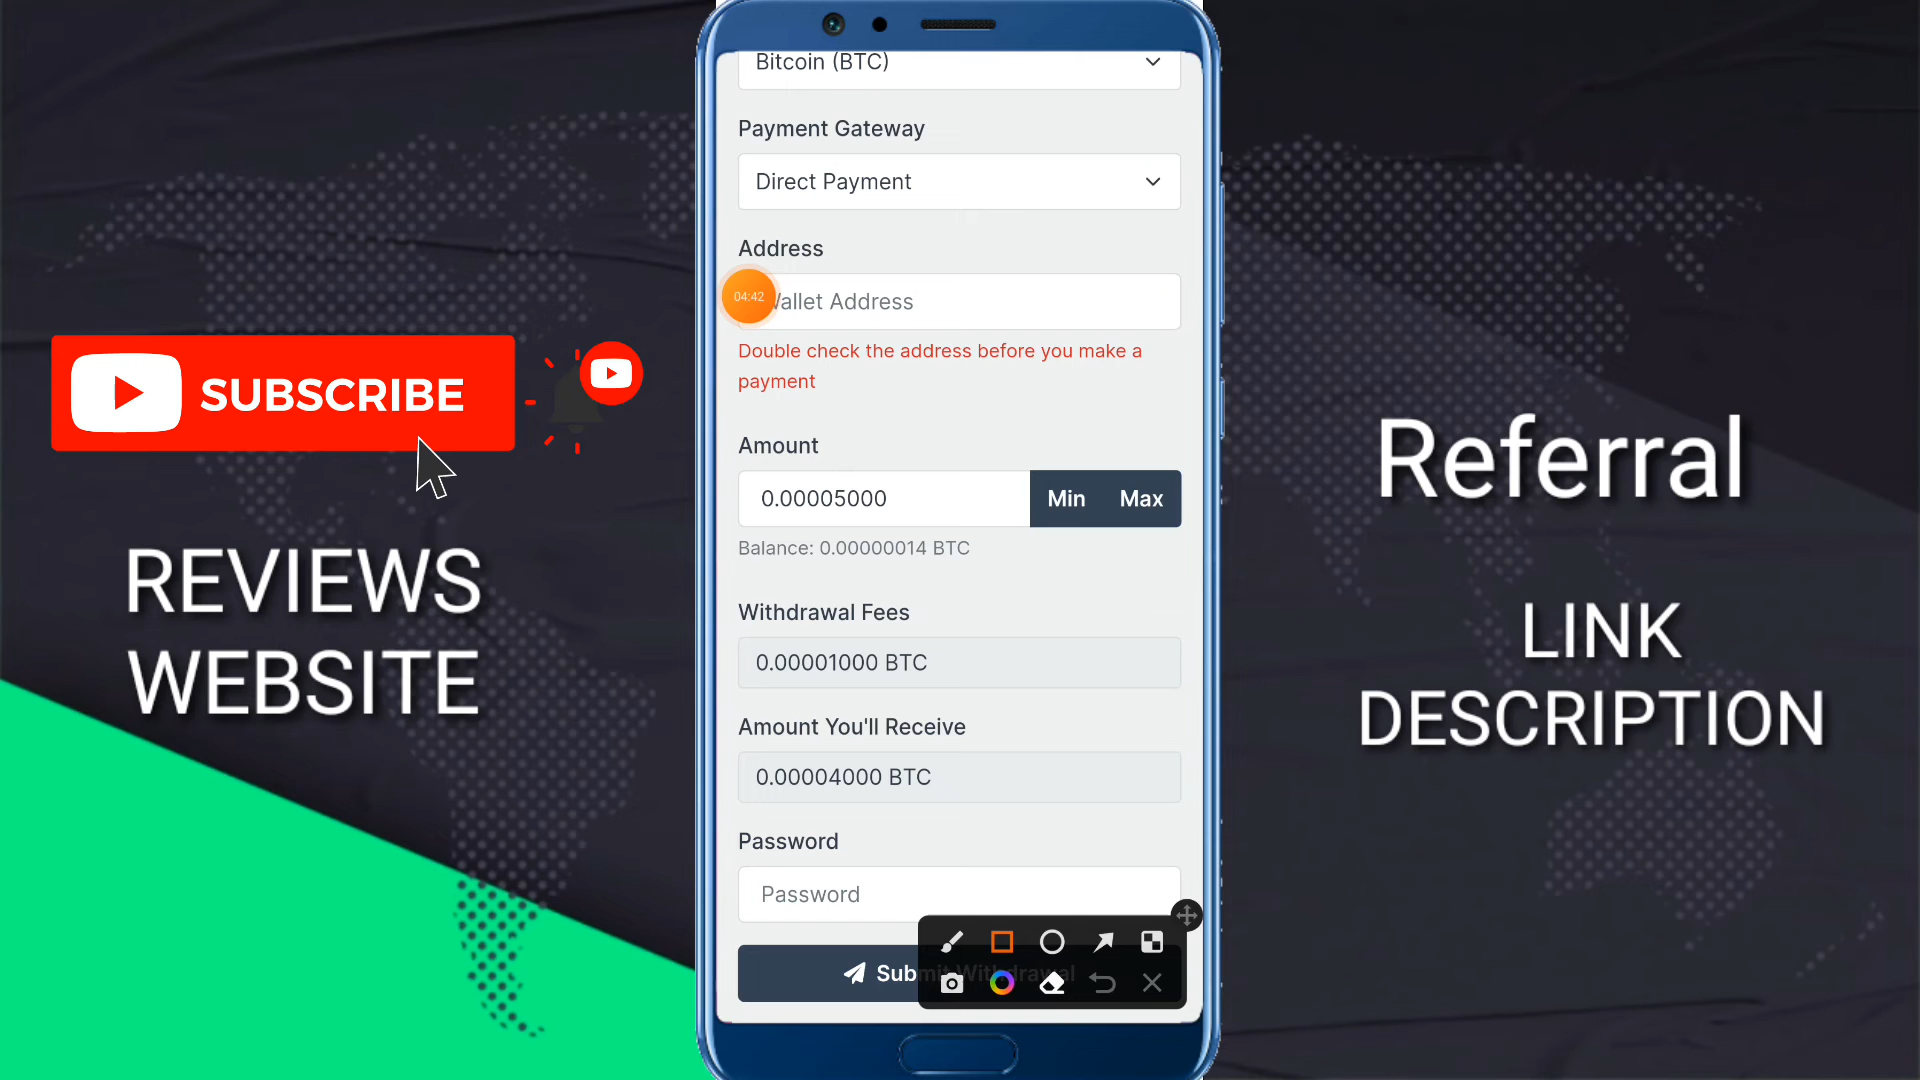 Bitcoin (BTC)
Payment Gateway
Direct Payment
Address
04:42
allet Address
Double check the address before you make a
payment
Amount
0.00005000
Min Max
Balance: 0.00000014 BTC
Withdrawal Fees
0.00001000 BTC
Amount You'll Receive
0.00004000 BTC
Password
Password
Submit Withdrawal
SUBSCRIBE
REVIEWS
WEBSITE
Referral
LINK
DESCRIPTION